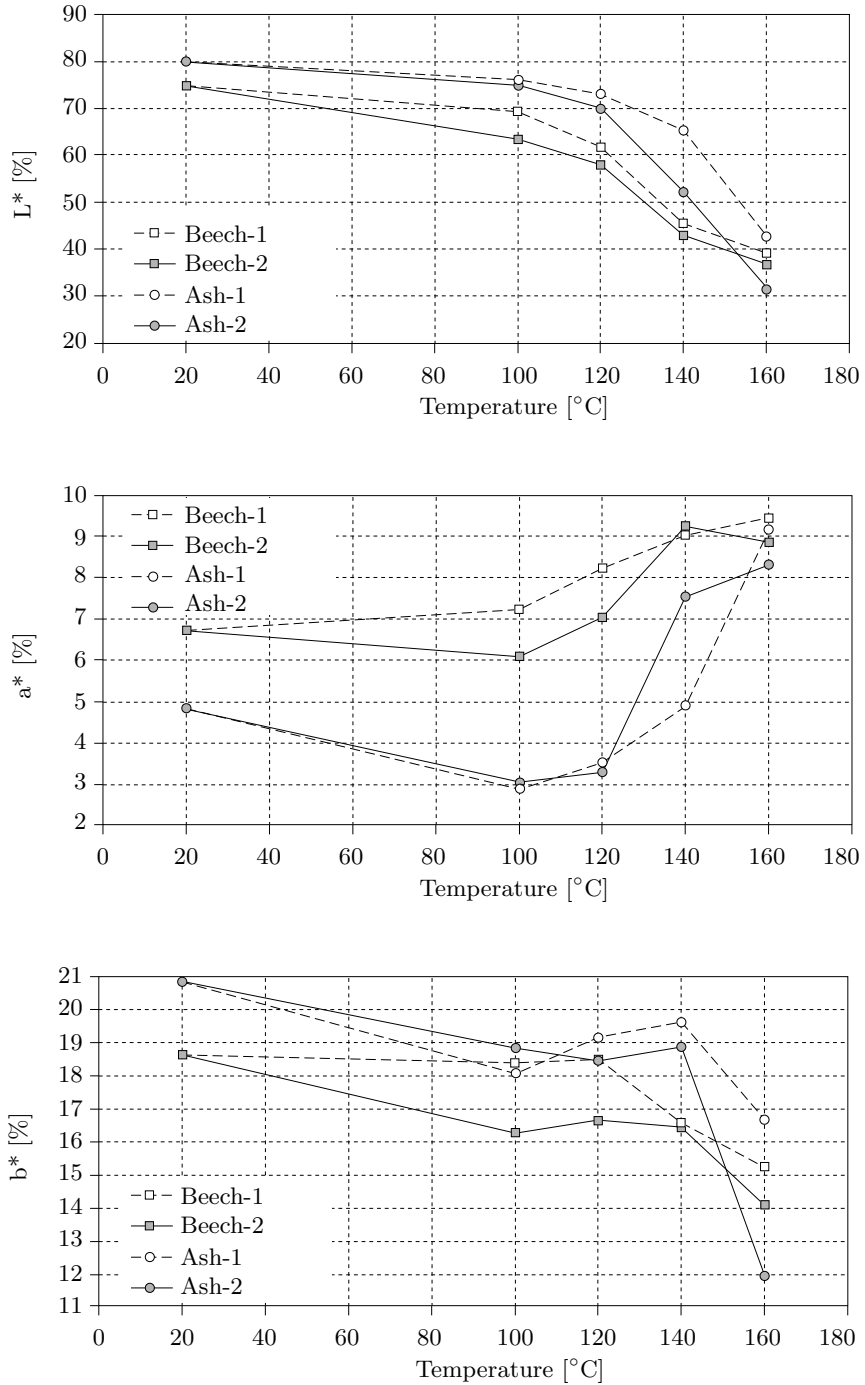 90
80
70
60
50
40
30
20
L* [%]
Beech-1
Beech-2
Ash-1
Ash-2
0 20 40 60 80 100 120 140 160 180
Temperature [°C]
10
9
8
7
6
5
4
3
2
a* [%]
Beech-1
Beech-2
Ash-1
Ash-2
0 20 40 60 80 100 120 140 160 180
Temperature [°C]
21
20
19
18
17
16
15
14
13
12
11
b* [%]
Beech-1
Beech-2
Ash-1
Ash-2
0 20 40 60 80 100 120 140 160 180
Temperature [°C]